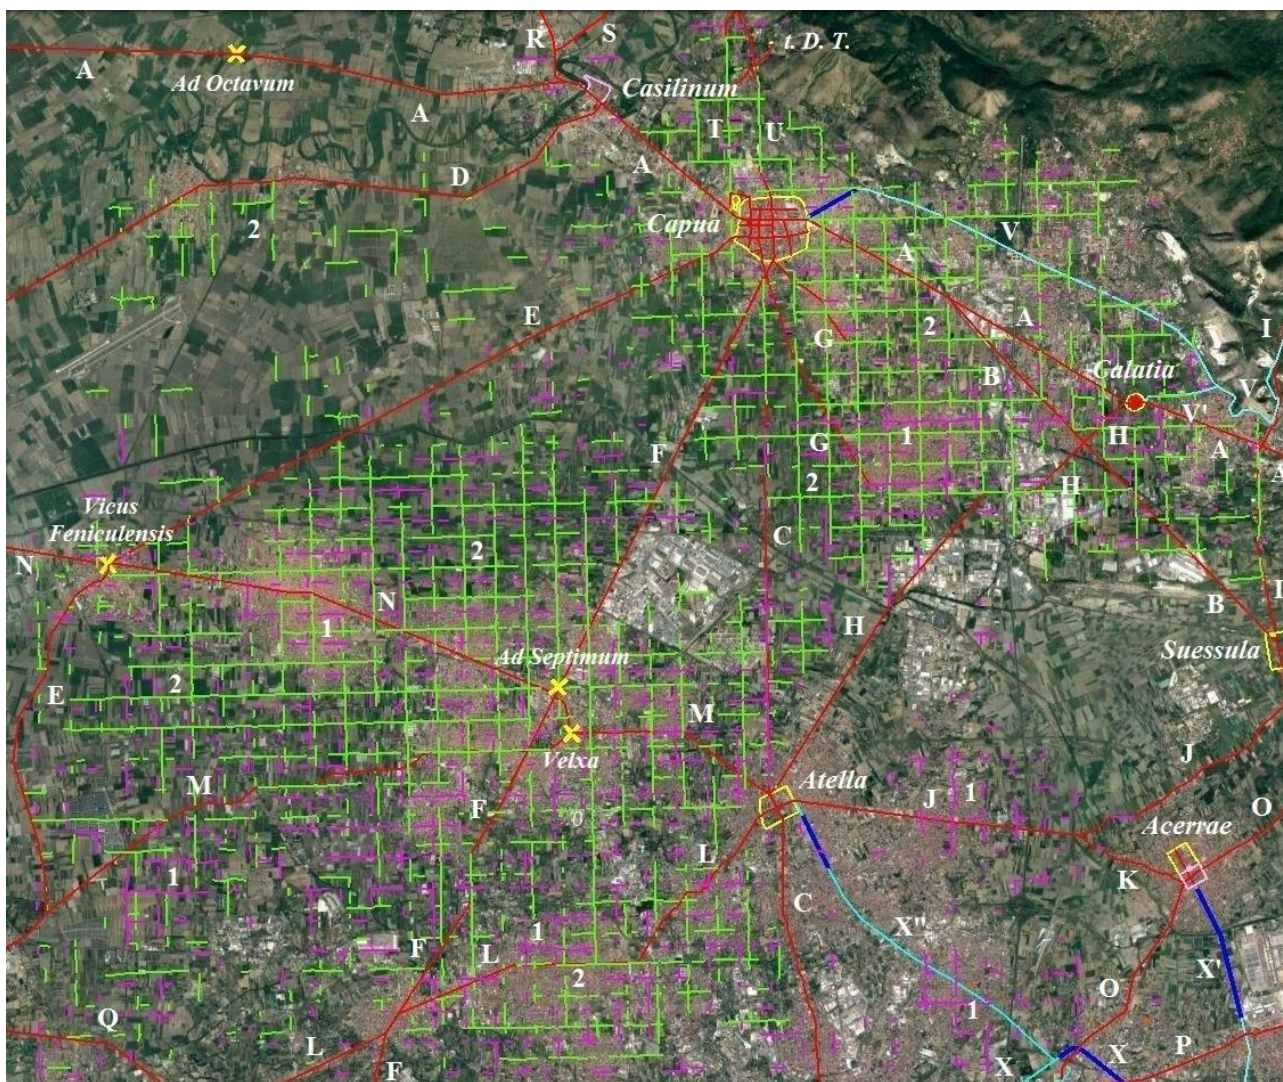 R
S
t. D. T.
A
Ad Octavum
A
Casilinum
T
U
A
D
2
Capua
V
A
E
2
A
I
G
B
Calatia
V
V'
F
G
1
H
A
A
2
H
Vicus
Feniculensis
C
N
2
N
1
H
B
I
Ad Septimum
Suessula
E
2
M
J
Velxa
M
Atella
F
0
J
1
Acerrae
O
L
1
K
C
F
L
1
2
X''
X'
O
1
Q
L
F
X
X
P